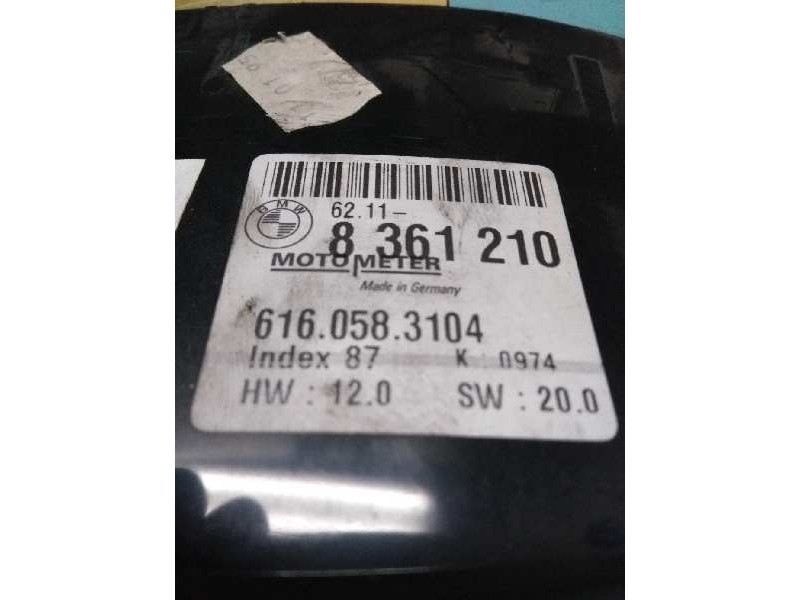 BMW
62.11-
8 361 210
MOTOMETER
Made in Germany
616.058.3104
Index 87 K 0974
HW : 12.0 SW : 20.0